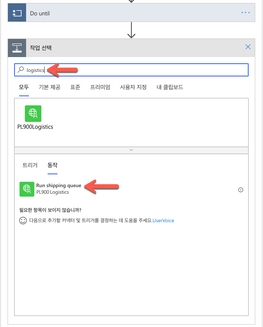 Do until
작업 선택
logistics
모두 기본 제공 표준 프리미엄 사용자 지정 내 클립보드
PL900Logistics
트리거 동작
Run shipping queue
PL900Logistics
필요한 항목이 보이지 않습니까?
다음으로 추가할 커넥터 및 트리거를 결정하는 데 도움을 주세요.UserVoice